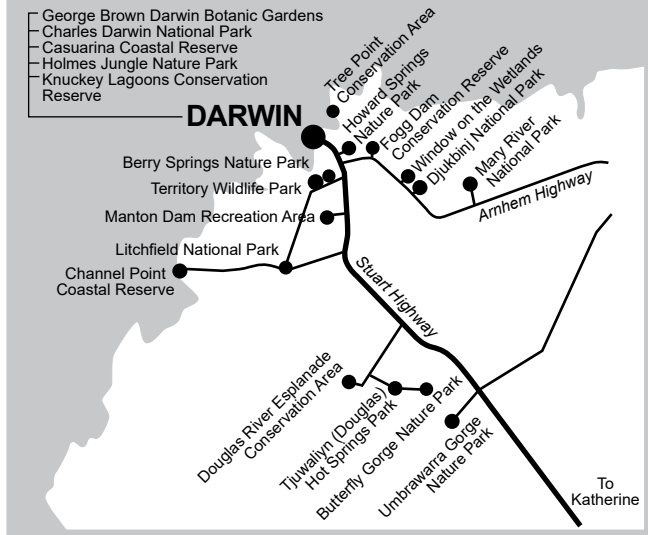 George Brown Darwin Botanic Gardens
Charles Darwin National Park
Casuarina Coastal Reserve
Holmes Jungle Nature Park
Knuckey Lagoons Conservation
Reserve
DARWIN
Tree Point
Conservation Area
Howard Springs
Nature Park
Fogg Dam
Conservation Reserve
Window on the Wetlands
Djukbinj National Park
Mary River
National Park
Arnhem Highway
Berry Springs Nature Park
Territory Wildlife Park
Manton Dam Recreation Area
Litchfield National Park
Channel Point
Coastal Reserve
Stuart Highway
Douglas River Esplanade
Conservation Area
Tjuwaliyn (Douglas)
Hot Springs Park
Butterfly Gorge Nature Park
Umbrawarra Gorge
Nature Park
To
Katherine